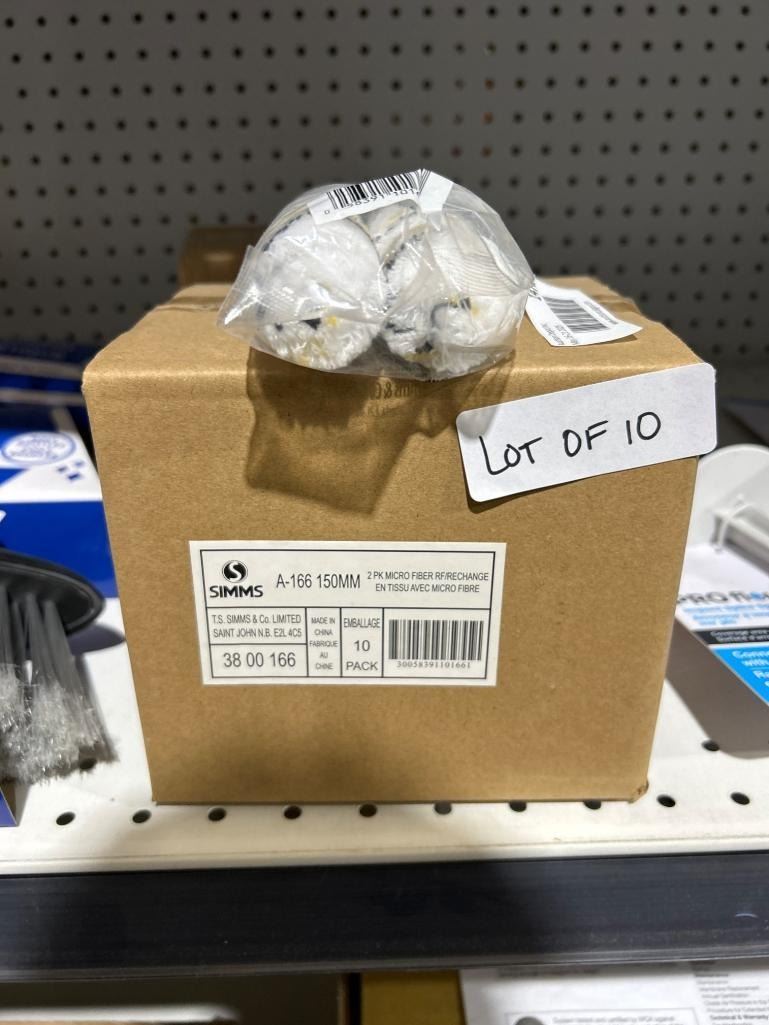 LOT OF 10
SIMMS
A-166 150MM
2 PK MICRO FIBER RF/RECHANGE
EN TISSU AVEC MICRO FIBRE
T.S. SIMMS & Co. LIMITED
SAINT JOHN N.B. E2L 4C5
38 00 166
MADE IN
CHINA
FABRIQUE
AU
CHINE
EMBALLAGE
10
PACK
30058391101661
PRO